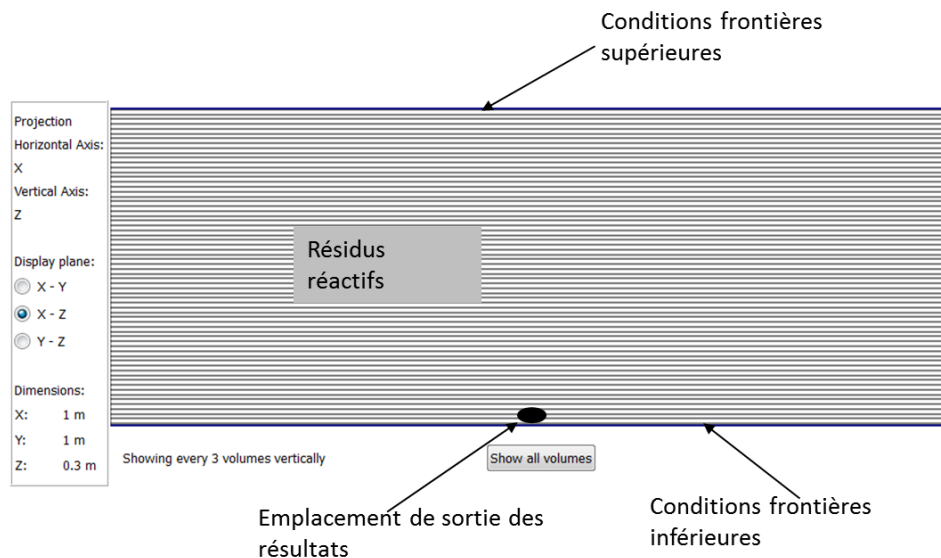 Conditions frontières
supérieures
Projection
Horizontal Axis:
X
Vertical Axis:
Z
Display plane:
X - Y
X - Z
Y - Z
Dimensions:
X: 1 m
Y: 1 m
Z: 0.3 m
Résidus
réactifs
Showing every 3 volumes vertically
Show all volumes
Emplacement de sortie des
résultats
Conditions frontières
inférieures